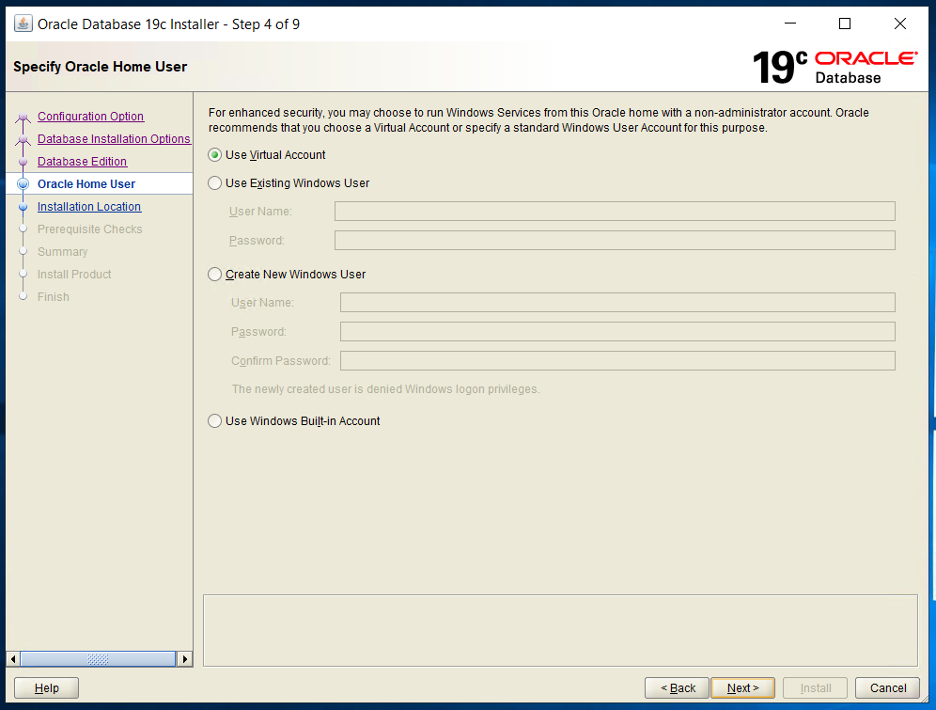 Oracle Database 19c Installer - Step 4 of 9
Specify Oracle Home User
19c ORACLE
Database
Configuration Option
Database Installation Options
Database Edition
Oracle Home User
Installation Location
Prerequisite Checks
Summary
Install Product
Finish
For enhanced security, you may choose to run Windows Services from this Oracle home with a non-administrator account. Oracle
recommends that you choose a Virtual Account or specify a standard Windows User Account for this purpose.
Use Virtual Account
Use Existing Windows User
User Name:
Password:
Create New Windows User
User Name:
Password:
Confirm Password:
The newly created user is denied Windows logon privileges.
Use Windows Built-in Account
Help
< Back
Next >
Install
Cancel